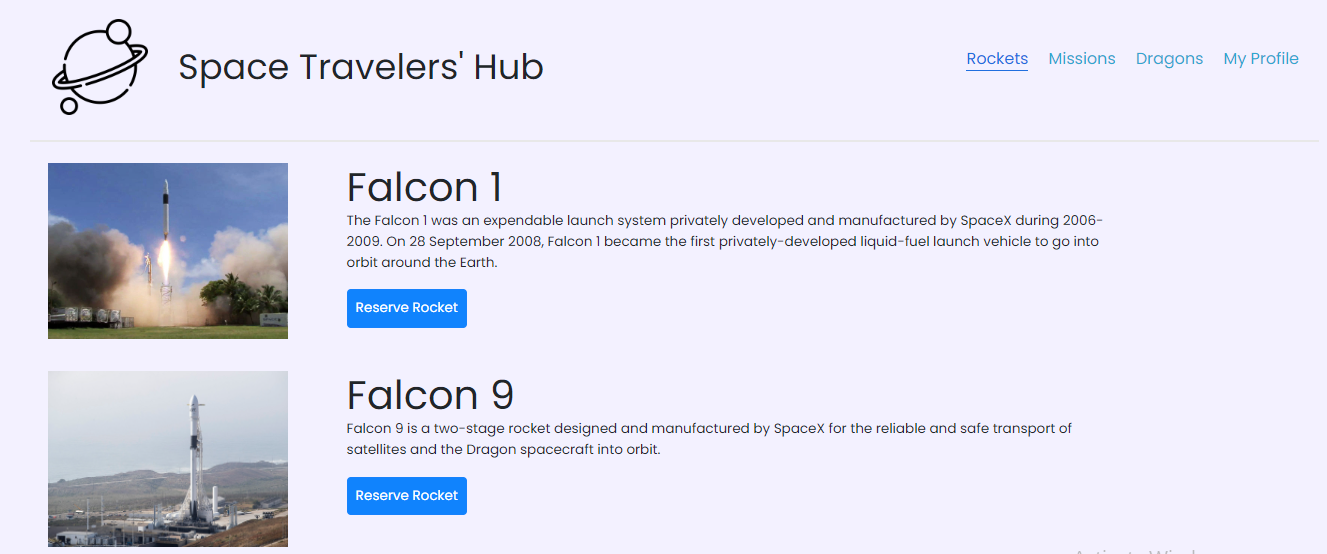 Space Travelers' Hub
Rockets Missions Dragons My Profile
Falcon 1
The Falcon 1 was an expendable launch system privately developed and manufactured by SpaceX during 2006-
2009. On 28 September 2008, Falcon 1 became the first privately-developed liquid-fuel launch vehicle to go into
orbit around the Earth.
Reserve Rocket
Falcon 9
Falcon 9 is a two-stage rocket designed and manufactured by SpaceX for the reliable and safe transport of
satellites and the Dragon spacecraft into orbit.
Reserve Rocket